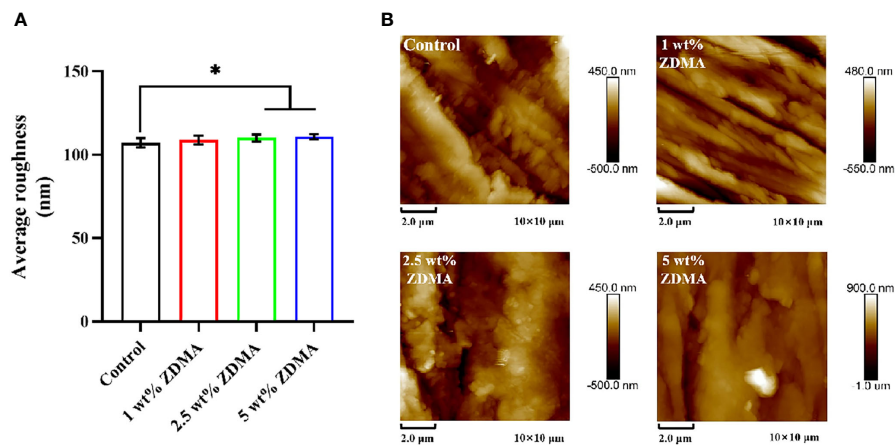 A
Average roughness
(nm)
150
100
50
0
*
Control
1 wt% ZDMA
2.5 wt% ZDMA
5 wt% ZDMA
B
Control
450.0 nm
-500.0 nm
2.0 μm
10×10 μm
1 wt%
ZDMA
480.0 nm
-550.0 nm
2.0 μm
10×10 μm
2.5 wt%
ZDMA
450.0 nm
-500.0 nm
2.0 μm
10×10 μm
5 wt%
ZDMA
900.0 nm
-1.0 um
2.0 μm
10×10 μm